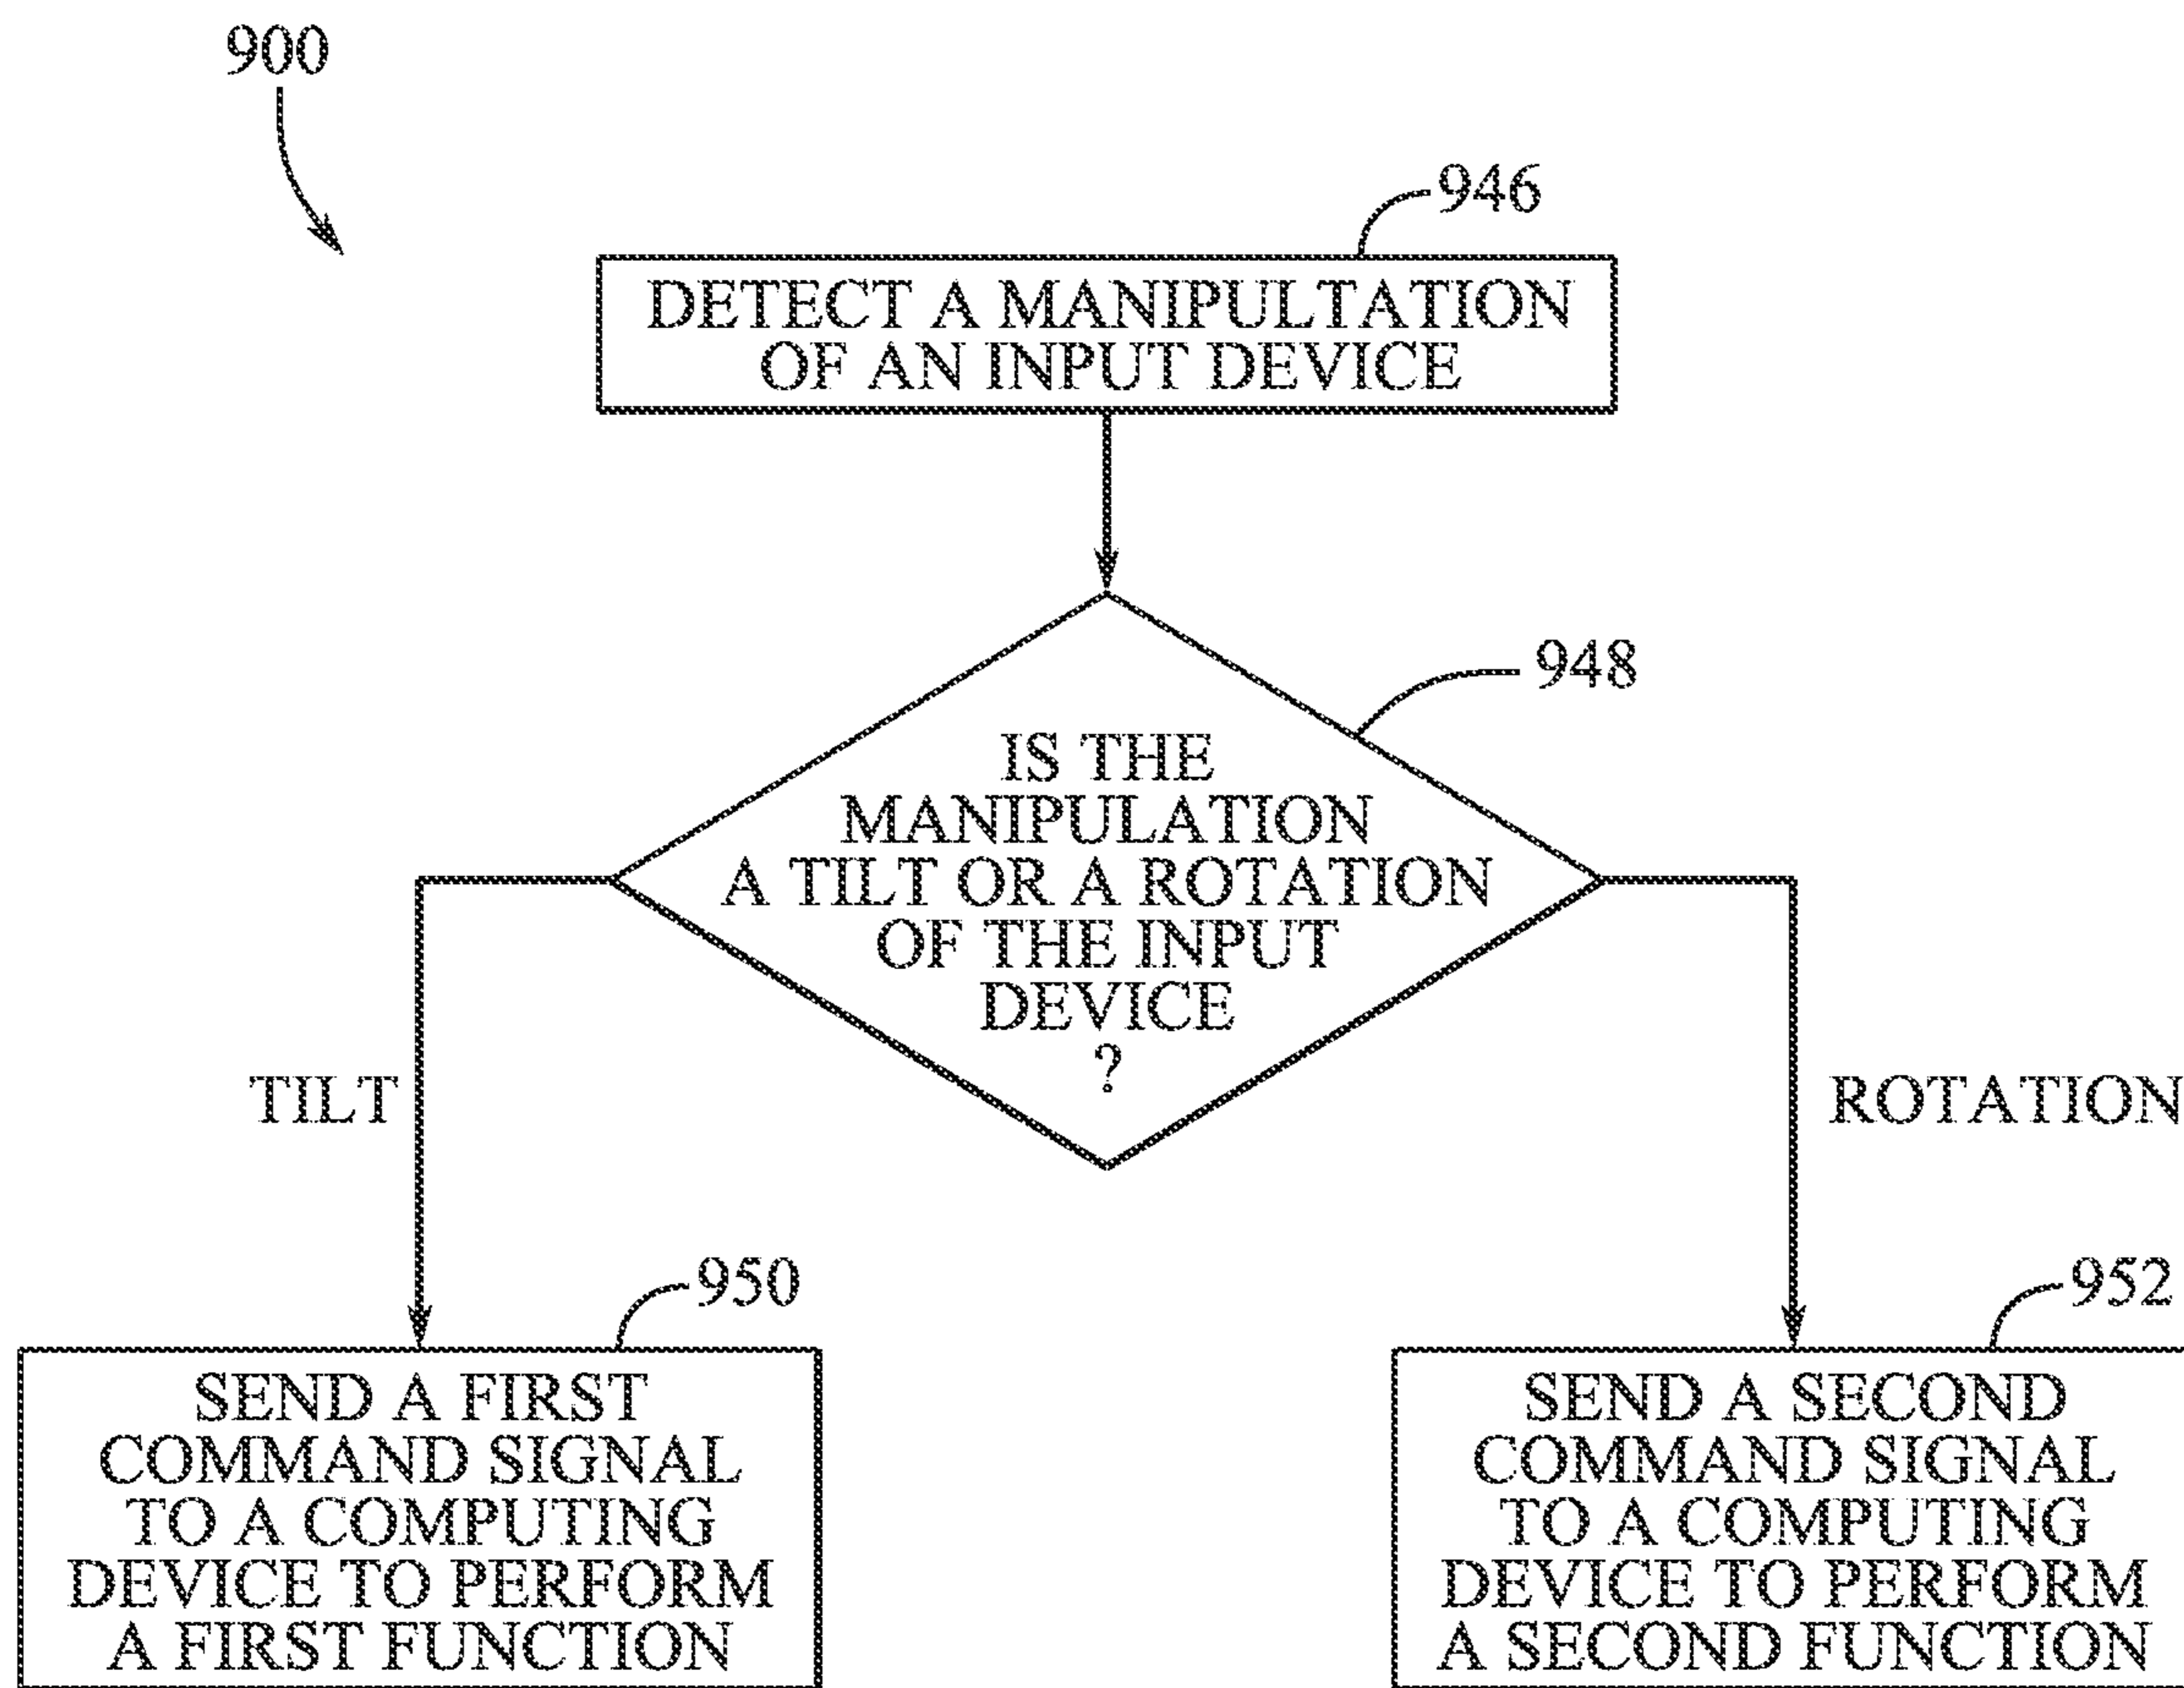 900
946
DETECT A MANIPULTATION
OF AN INPUT DEVICE
948
IS THE
MANIPULATION
A TILT OR A ROTATION
OF THE INPUT
DEVICE
?
TILT
ROTATION
950
SEND A FIRST
COMMAND SIGNAL
TO A COMPUTING
DEVICE TO PERFORM
A FIRST FUNCTION
952
SEND A SECOND
COMMAND SIGNAL
TO A COMPUTING
DEVICE TO PERFORM
A SECOND FUNCTION